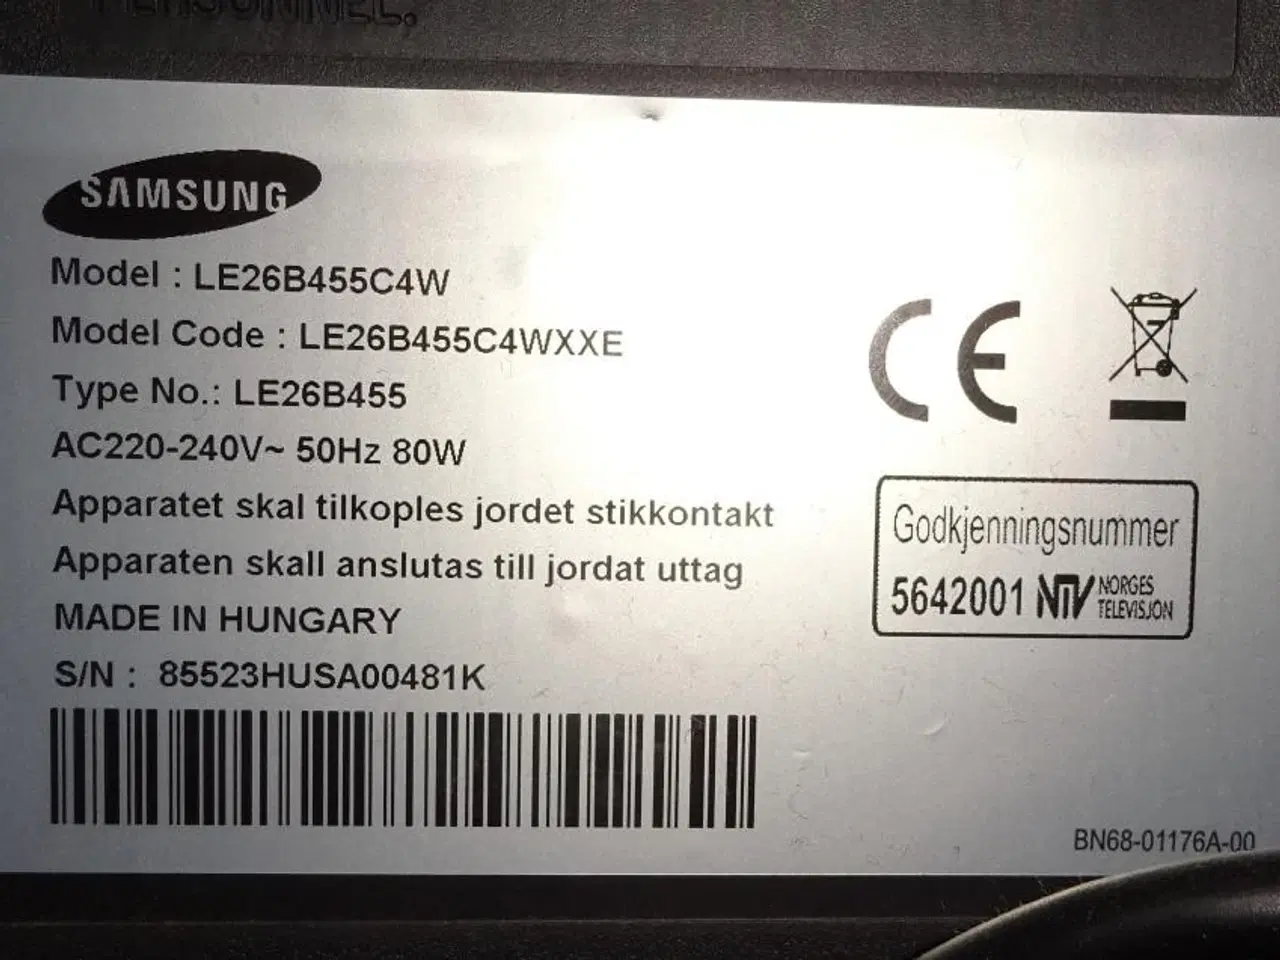 PERSONNEL.
SAMSUNG
Model : LE26B455C4W
Model Code : LE26B455C4WXXE
Type No.: LE26B455
AC220-240V~ 50Hz 80W
Apparatet skal tilkoples jordet stikkontakt
Apparaten skall anslutas till jordat uttag
MADE IN HUNGARY
S/N : 85523HUSA00481K
CE
Godkjenningsnummer
5642001 NTV NORGES
TELEVISJON
BN68-01176A-00